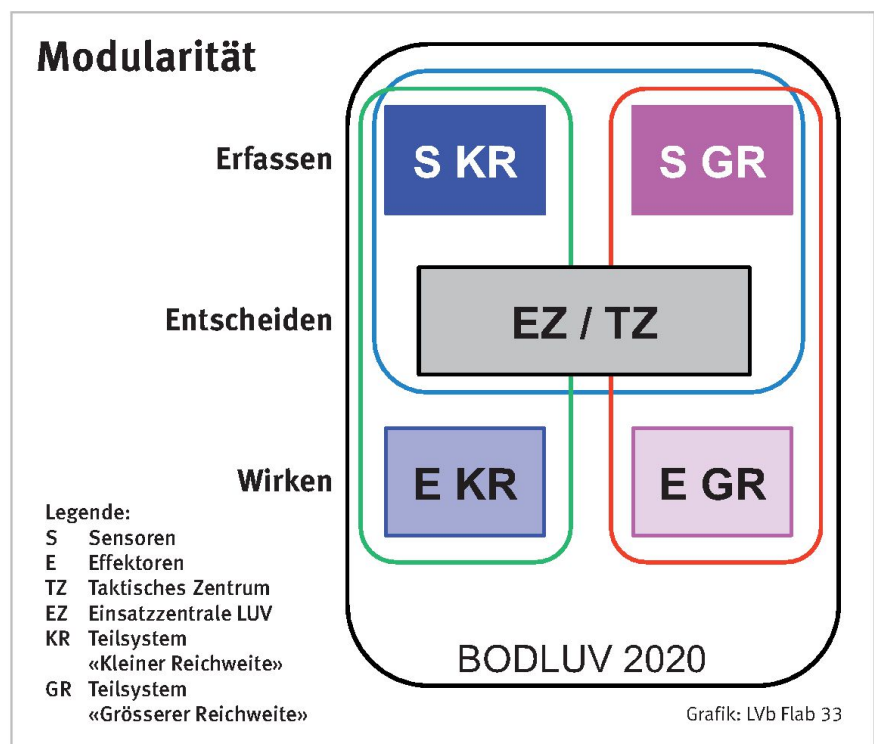 Modularität
Erfassen
S KR
S GR
Entscheiden
EZ / TZ
Wirken
E KR
E GR
Legende:
S Sensoren
E Effektoren
TZ Taktisches Zentrum
EZ Einsatzzentrale LUV
KR Teilsystem
«Kleiner Reichweite»
GR Teilsystem
«Grösserer Reichweite»
BODLUV 2020
Grafik: LVb Flab 33